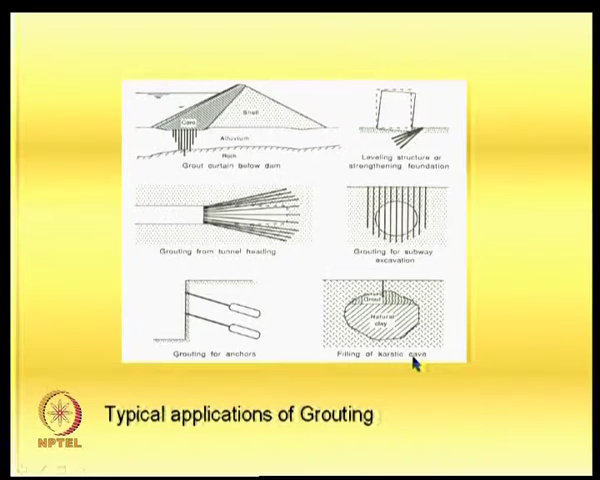 Shell
Core
Alluvium
Rock
Grout curtain below dam
Leveling structure or
strengthening foundation
Grouting from tunnel heading
Grouting for subway
excavation
Grout
Natural
clay
Grouting for anchors
Filling of karstic cave
Typical applications of Grouting
NPTEL